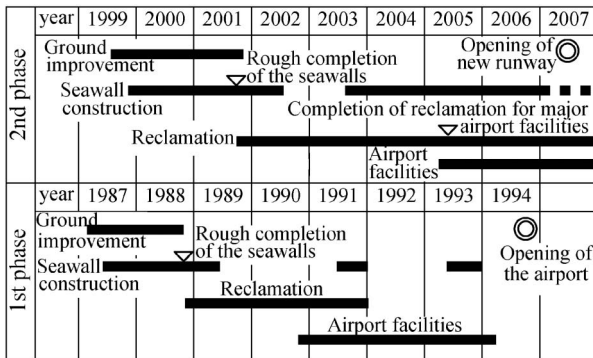 2nd phase
year 1999 2000 2001 2002 2003 2004 2005 2006 2007
Ground
improvement
Rough completion
of the seawalls
Opening of
new runway
Seawall
construction
Completion of reclamation for major
airport facilities
Reclamation
Airport
facilities
1st phase
year 1987 1988 1989 1990 1991 1992 1993 1994
Ground
improvement
Rough completion
of the seawalls
Opening of
the airport
Seawall
construction
Reclamation
Airport facilities